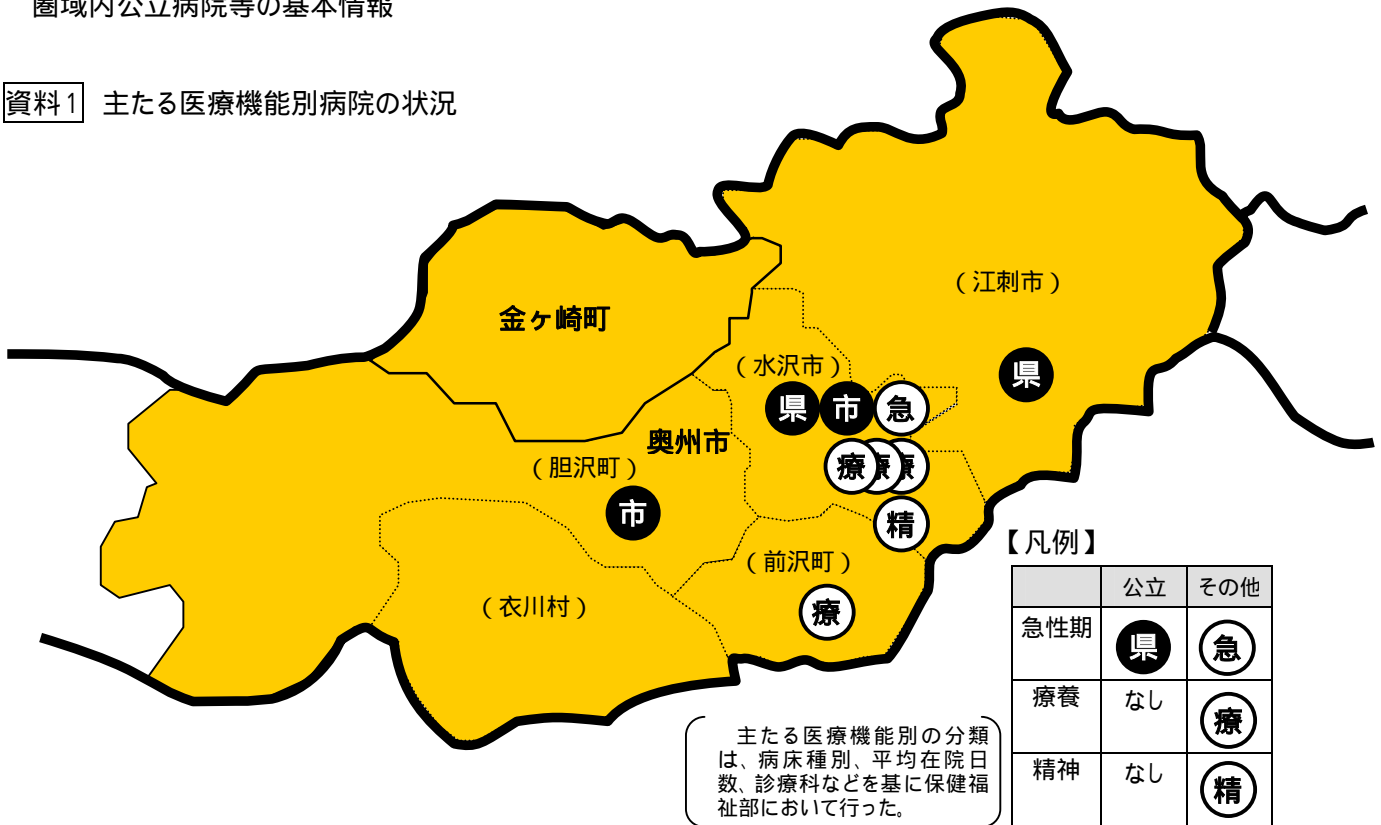 圏域内公立病院等の基本情報
資料1 主たる医療機能別病院の状況
(江刺市)
金ヶ崎町
(水沢市)
県
県 市 急
奥州市
(胆沢町)
療 療 療
市
精
(前沢町)
(衣川村)
療
【凡例】
公立 その他
急性期 県 急
療養 なし 療
精神 なし 精
主たる医療機能別の分類
は、病床種別、平均在院日
数、診療科などを基に保健福
祉部において行った。